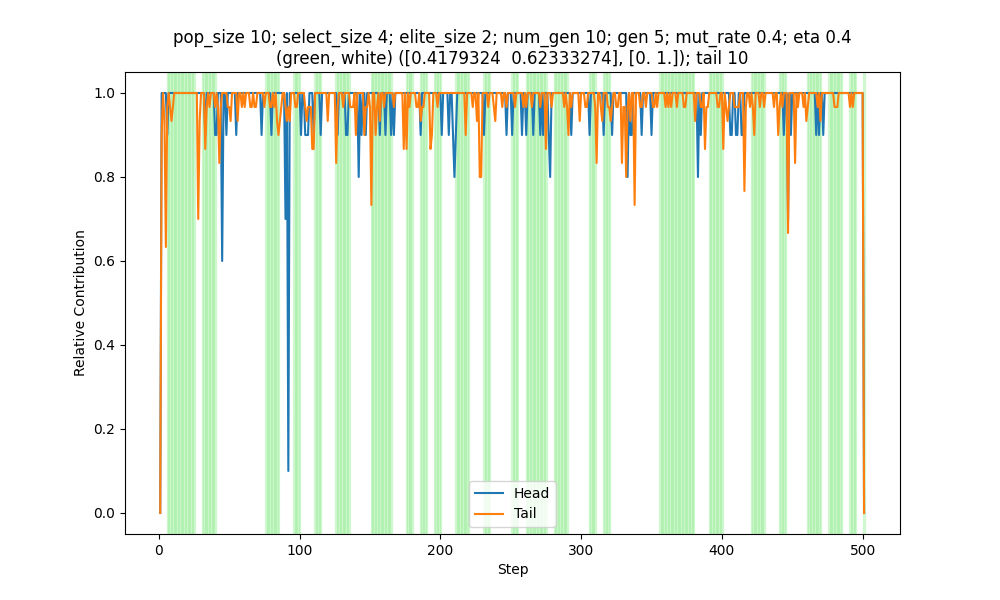 pop_size 10; select_size 4; elite_size 2; num_gen 10; gen 5; mut_rate 0.4; eta 0.4
(green, white) ([0.4179324  0.62333274], [0. 1.]); tail 10
1.0
0.8
0.6
0.4
0.2
0.0
Relative Contribution
Head
Tail
0
100
200
300
400
500
Step